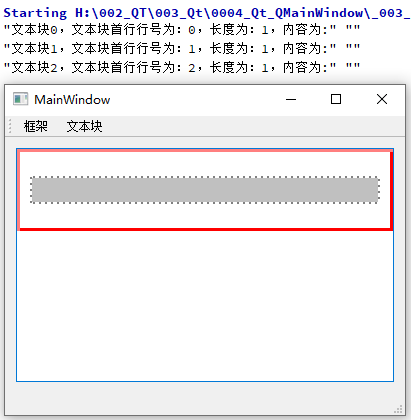 Starting H:\002_QT\003_Qt\0004_Qt_QMainWindow\_003_
"文本块0，文本块首行行号为：0，长度为：1，内容为:" ""
"文本块1，文本块首行行号为：1，长度为：1，内容为:" ""
"文本块2，文本块首行行号为：2，长度为：1，内容为:" ""
MainWindow
框架 文本块